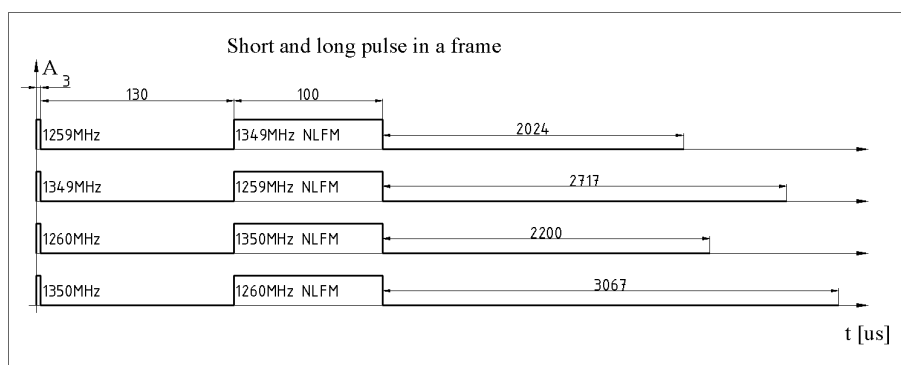 Short and long pulse in a frame
A
3
130
100
1259MHz
1349MHz NLFM
2024
1349MHz
1259MHz NLFM
2717
1260MHz
1350MHz NLFM
2200
1350MHz
1260MHz NLFM
3067
t [us]